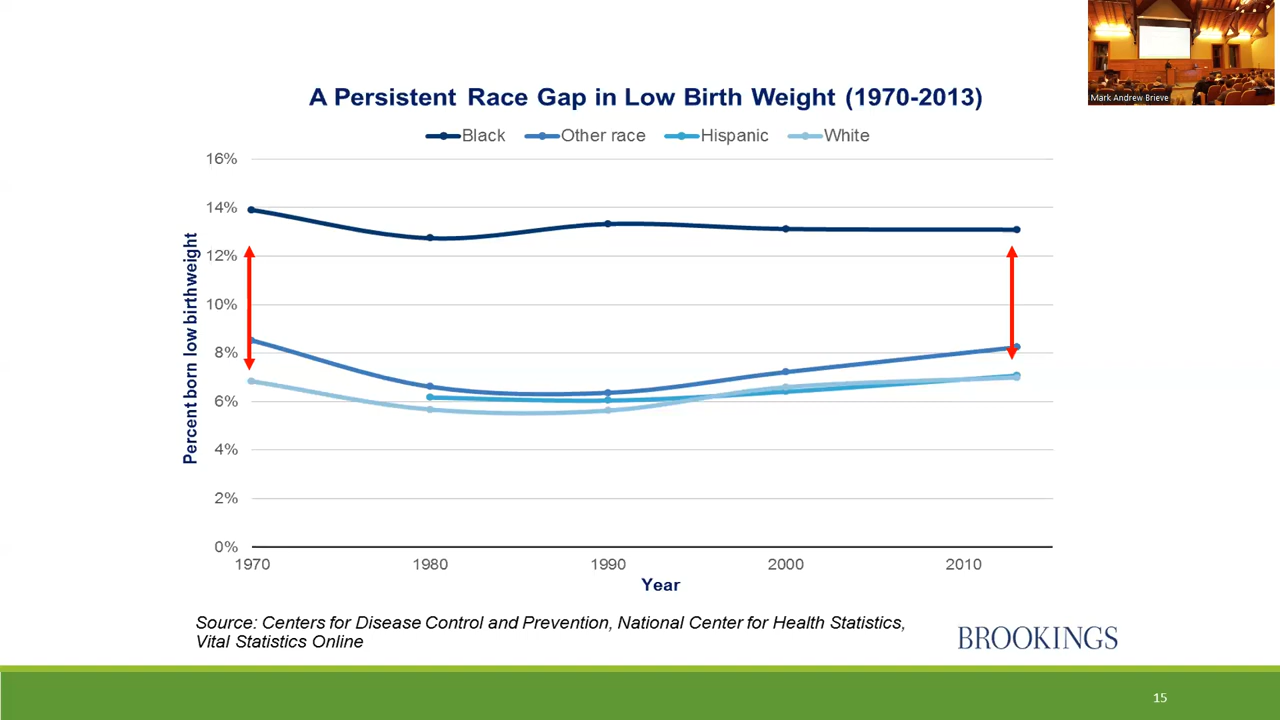 Mark Andrew Brieve
A Persistent Race Gap in Low Birth Weight (1970-2013)
Black Other race Hispanic White
Percent born low birthweight
16%
14%
12%
10%
8%
6%
4%
2%
0%
1970 1980 1990 2000 2010
Year
Source: Centers for Disease Control and Prevention, National Center for Health Statistics,
Vital Statistics Online
BROOKINGS
15